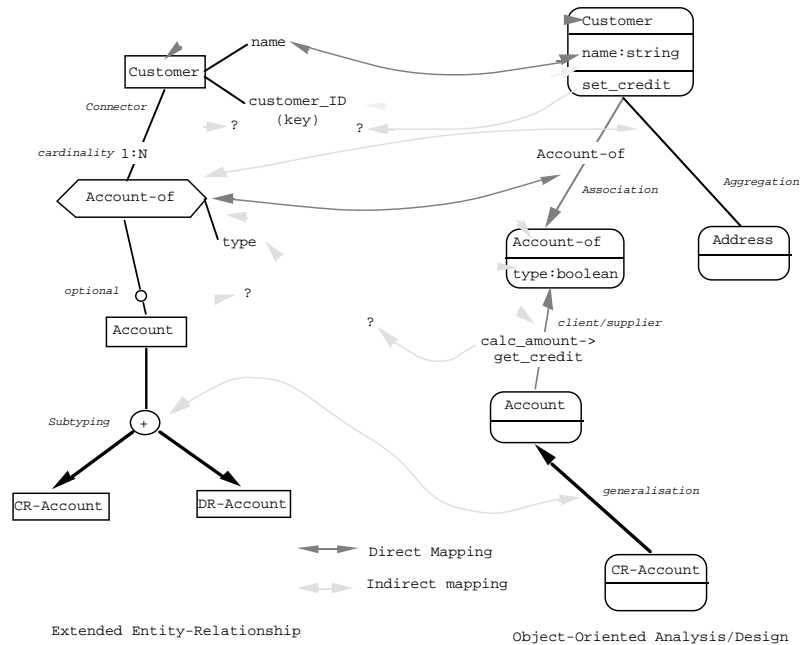 Customer
name
Customer
name:string
customer_ID
(key)
set_credit
Connector
?
?
cardinality 1:N
Account-of
Account-of
Association
Aggregation
type
Account-of
type:boolean
Address
optional
?
Account
?
client/supplier
calc_amount->
get_credit
Account
Subtyping
+
CR-Account
DR-Account
generalisation
Direct Mapping
Indirect mapping
CR-Account
Extended Entity-Relationship
Object-Oriented Analysis/Design